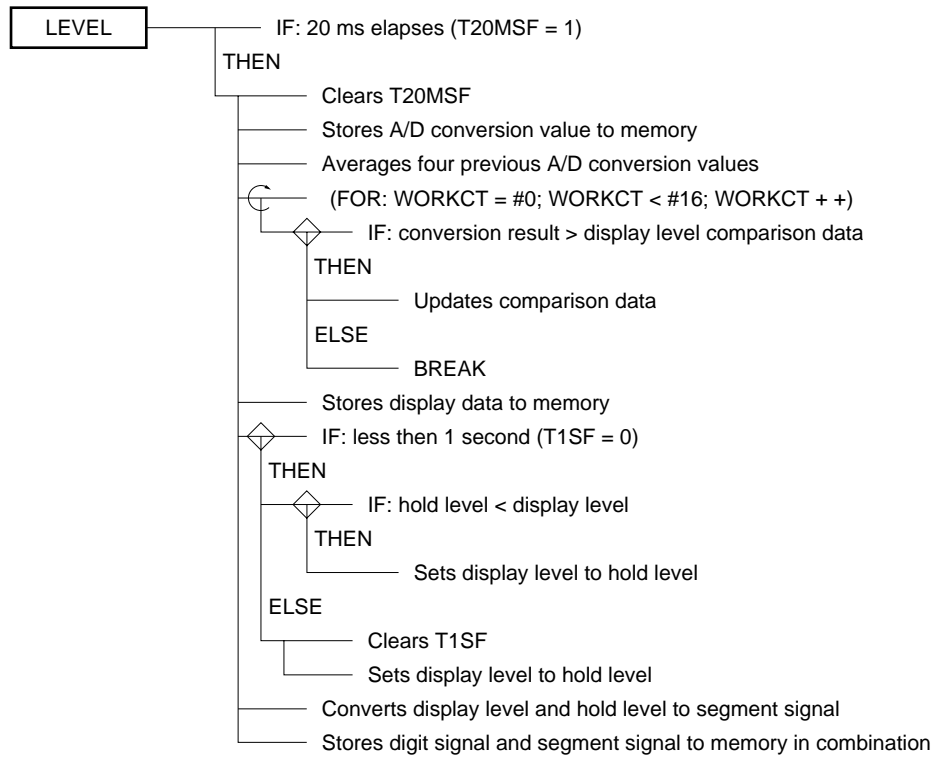 LEVEL IF: 20 ms elapses (T20MSF = 1)
THEN
Clears T20MSF
Stores A/D conversion value to memory
Averages four previous A/D conversion values
(FOR: WORKCT = #0; WORKCT < #16; WORKCT + +)
IF: conversion result > display level comparison data
THEN
Updates comparison data
ELSE
BREAK
Stores display data to memory
IF: less then 1 second (T1SF = 0)
THEN
IF: hold level < display level
THEN
Sets display level to hold level
ELSE
Clears T1SF
Sets display level to hold level
Converts display level and hold level to segment signal
Stores digit signal and segment signal to memory in combination